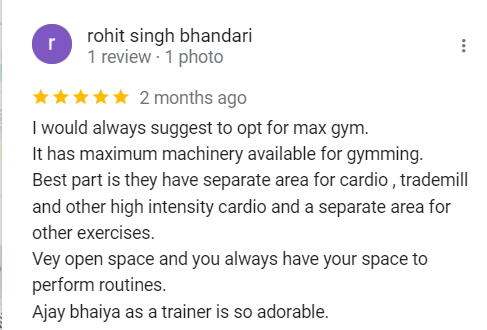 r
rohit singh bhandari
1 review · 1 photo
2 months ago
I would always suggest to opt for max gym.
It has maximum machinery available for gymming.
Best part is they have separate area for cardio , trademill
and other high intensity cardio and a separate area for
other exercises.
Vey open space and you always have your space to
perform routines.
Ajay bhaiya as a trainer is so adorable.